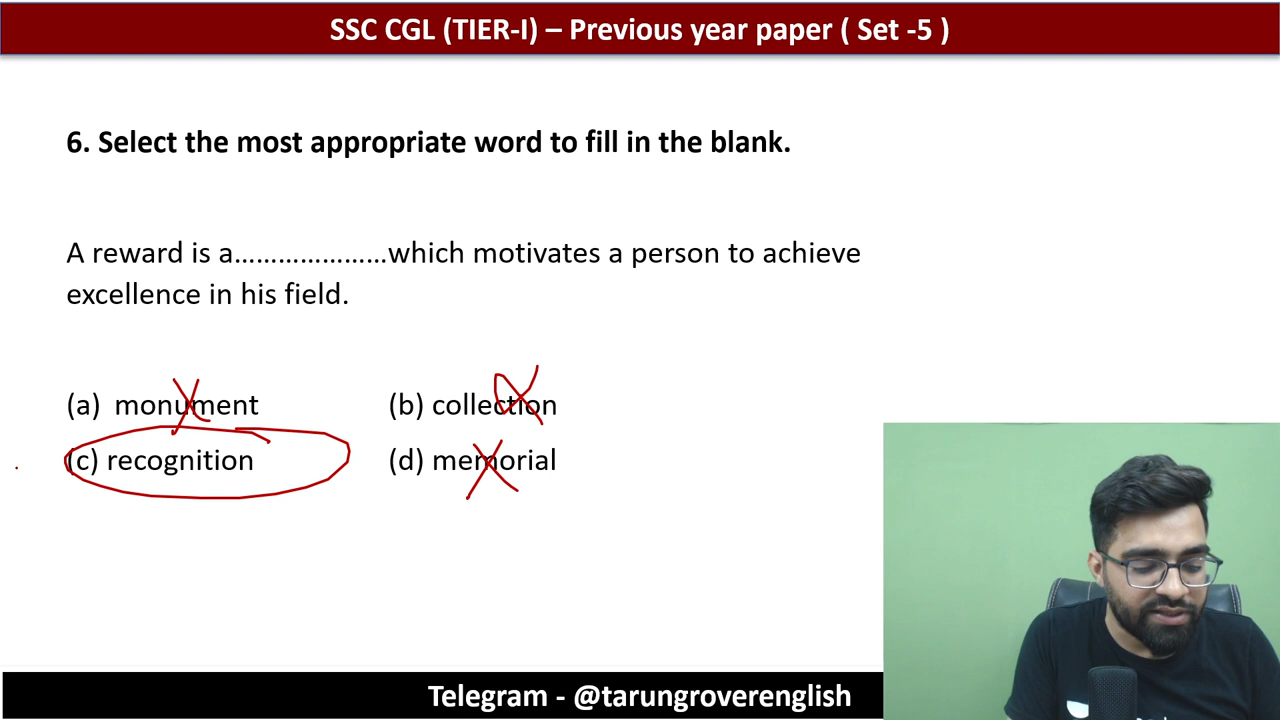 SSC CGL (TIER-I) – Previous year paper ( Set -5 )
6. Select the most appropriate word to fill in the blank.
A reward is a.....................which motivates a person to achieve
excellence in his field.
(a) monument (b) collection
(c) recognition (d) memorial
Telegram - @tarungroverenglish